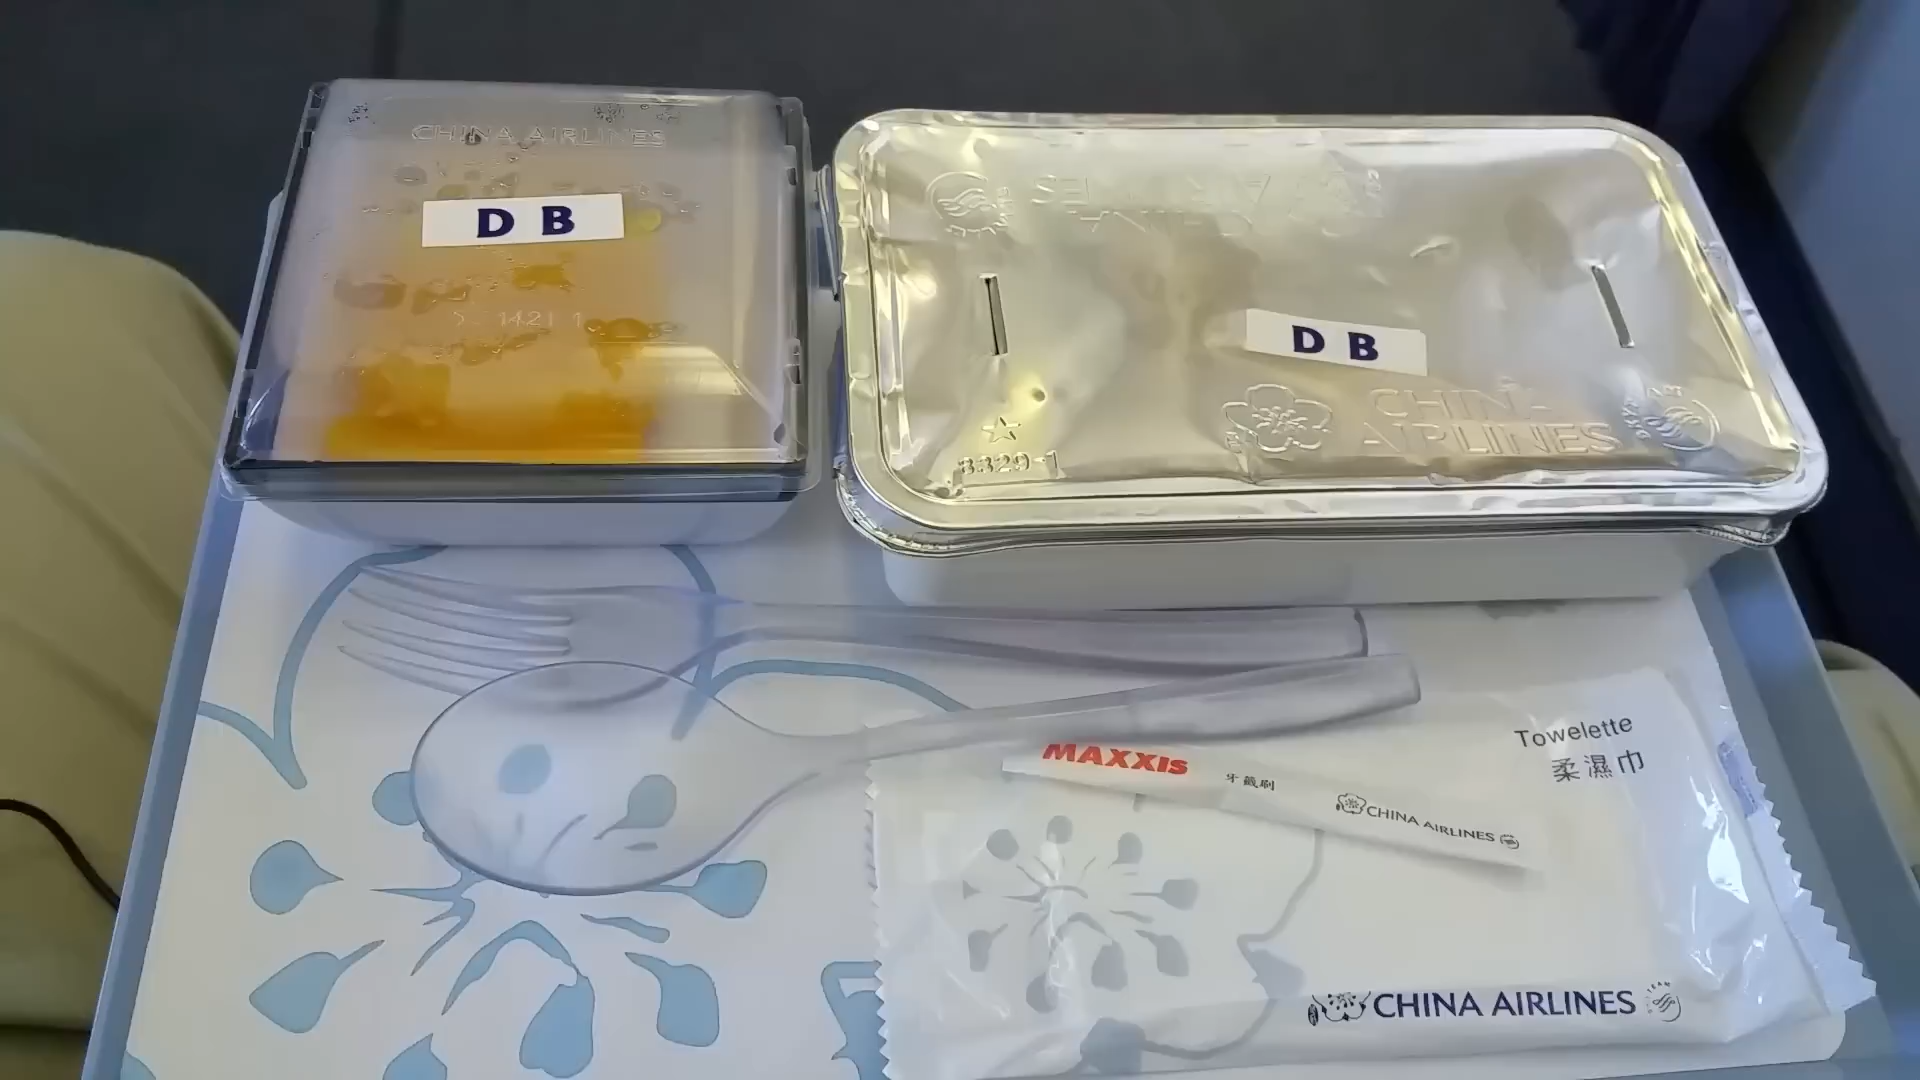 CHINA AIRLINES
D B
1421 1
D B
CHINA
AIRLINES
3329-1
MAXXIS
牙籤刷
CHINA AIRLINES
Towelette
柔濕巾
CHINA AIRLINES